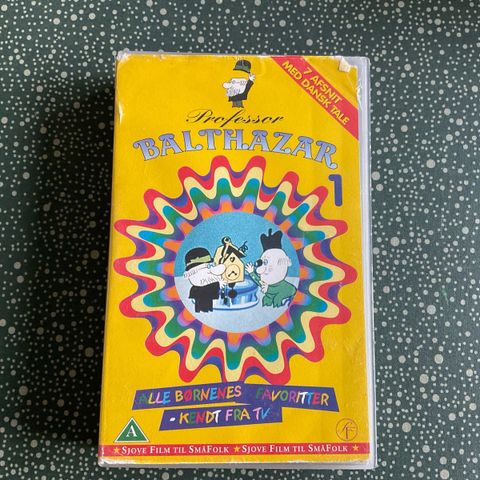 7 AFSNIT
MED DANSK TALE
Professor
BALTHAZAR
1
ALLE BØRNENES FAVORITTER
- KENDT FRA TV -
A
★ SJOVE FILM TIL SMÅFOLK ★ SJOVE FILM TIL SMÅFOLK ★
SF